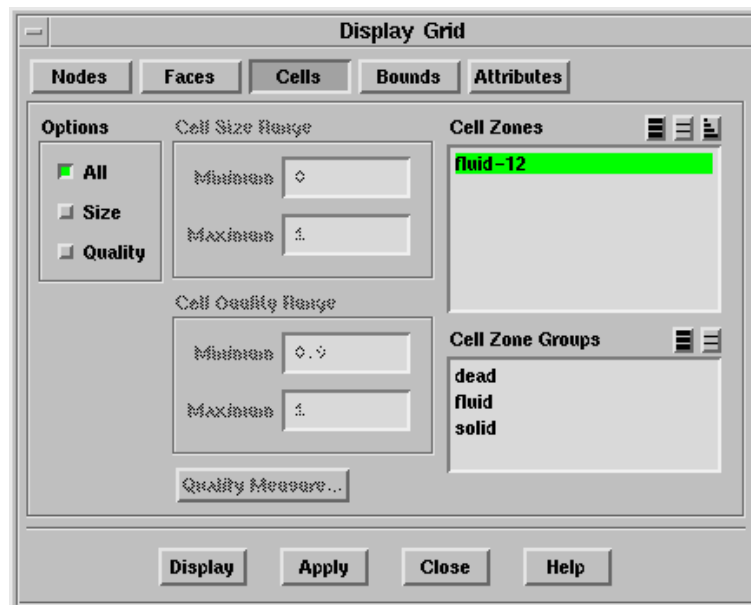 Display Grid
Nodes
Faces
Cells
Bounds
Attributes
Options
All
Size
Quality
Cell Size Range
Minimum
0
Maximum
1
Cell Quality Range
Minimum
0.9
Maximum
1
Quality Measure...
Cell Zones
fluid-12
Cell Zone Groups
dead
fluid
solid
Display
Apply
Close
Help